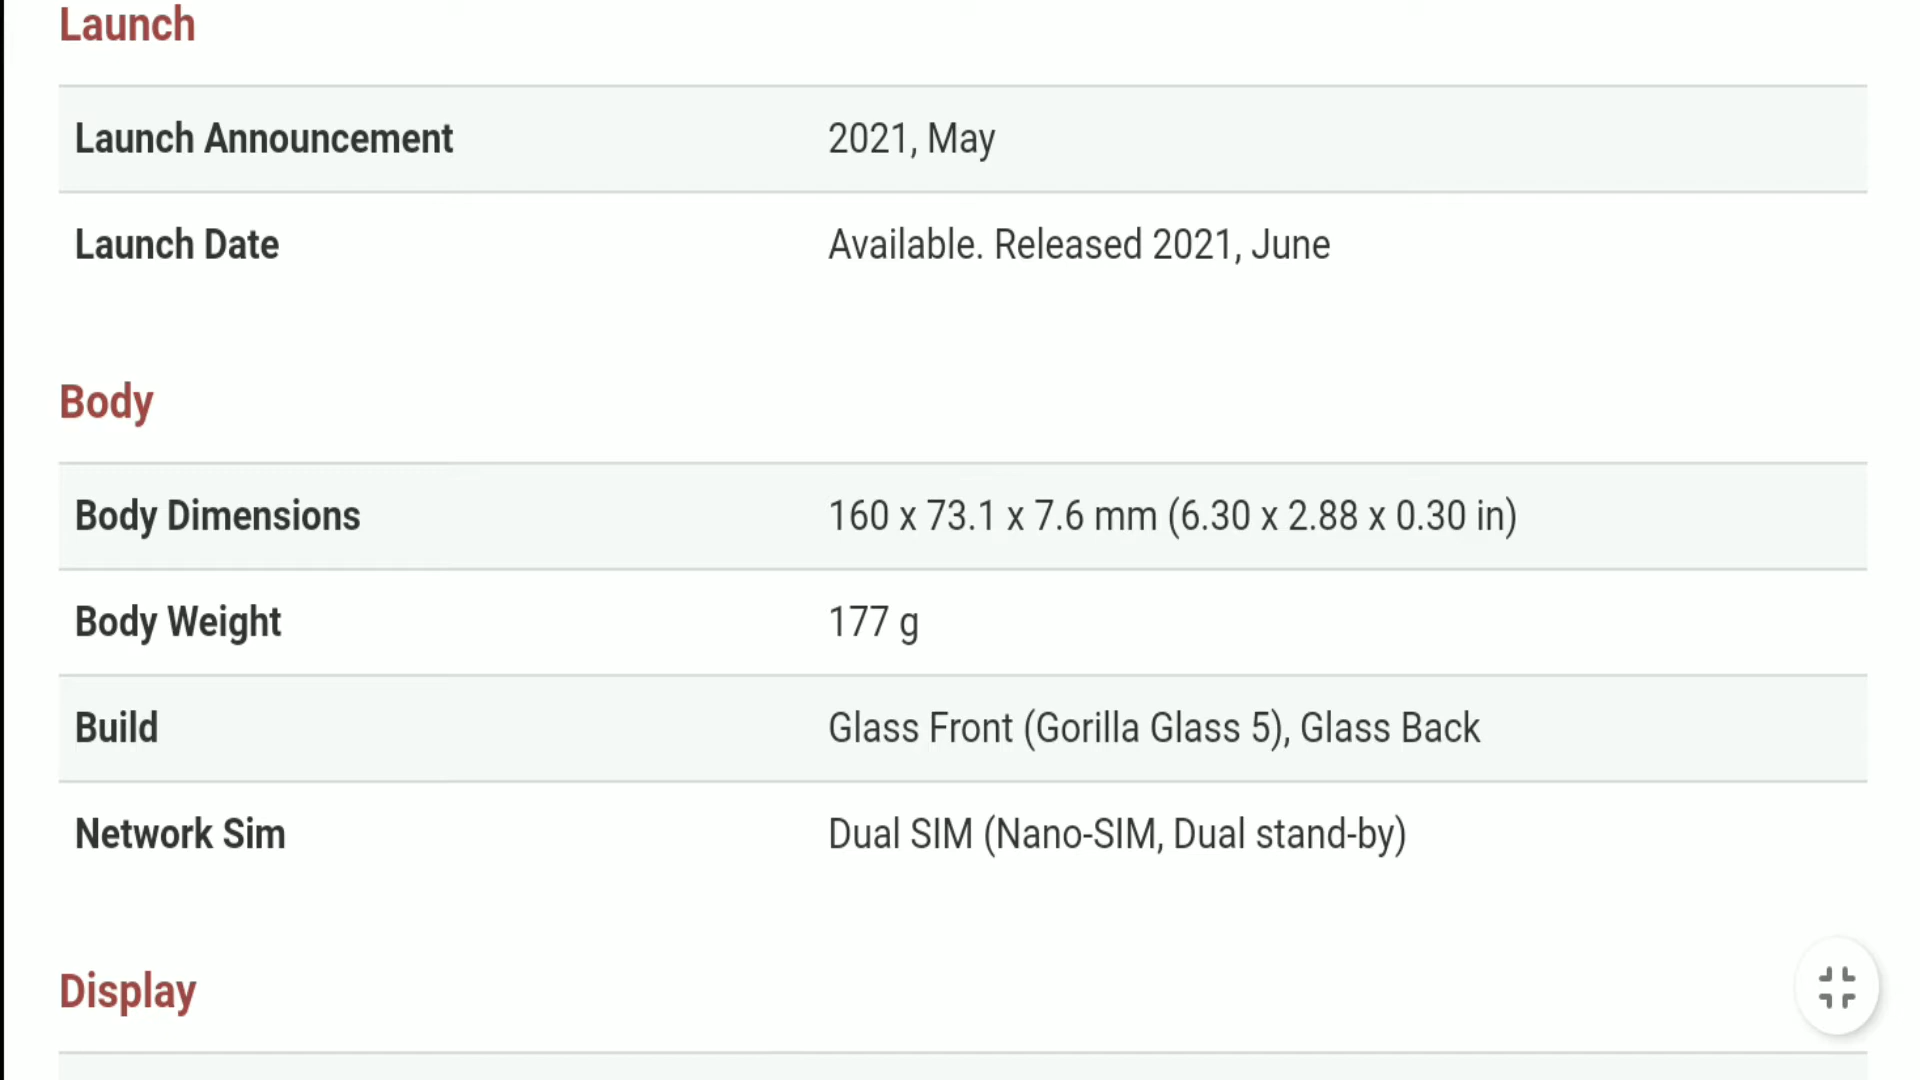 Launch
Launch Announcement 2021, May
Launch Date Available. Released 2021, June
Body
Body Dimensions 160 x 73.1 x 7.6 mm (6.30 x 2.88 x 0.30 in)
Body Weight 177 g
Build Glass Front (Gorilla Glass 5), Glass Back
Network Sim Dual SIM (Nano-SIM, Dual stand-by)
Display